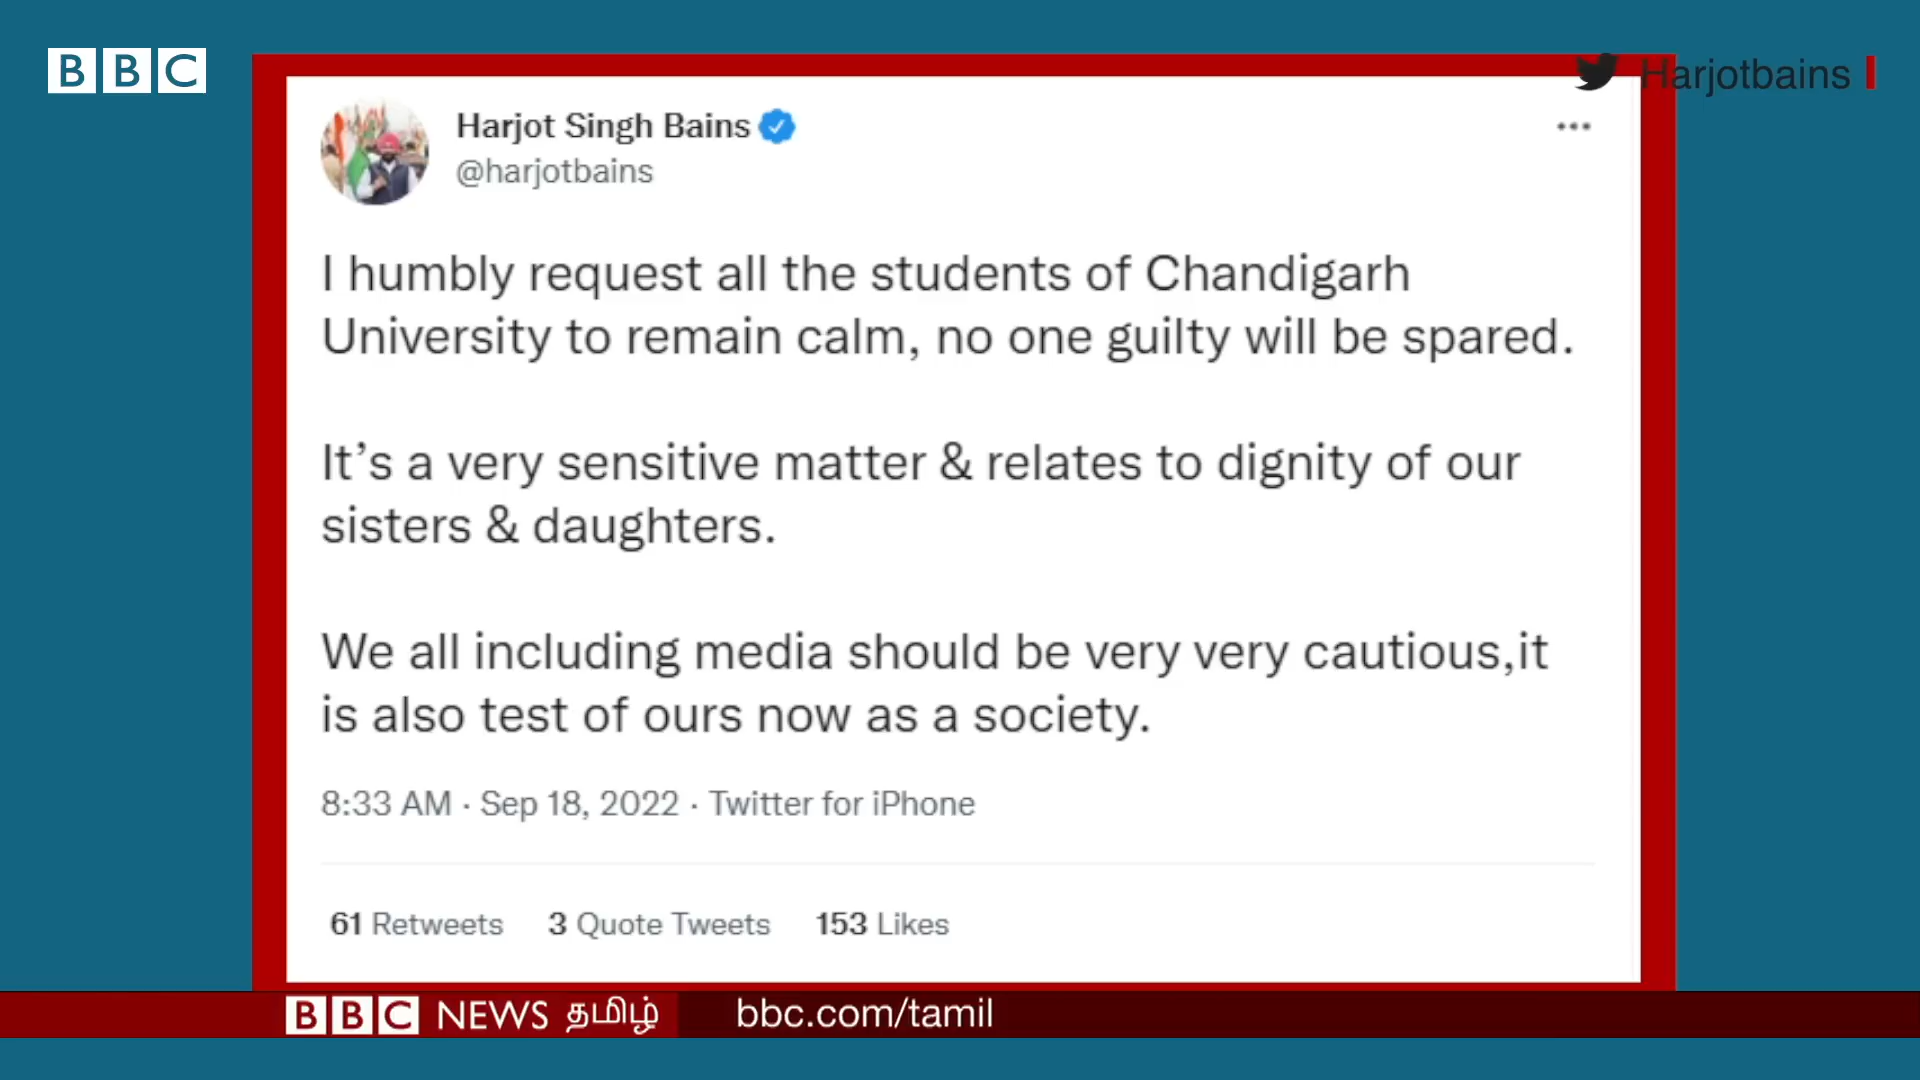 BBC
Harjotbains
Harjot Singh Bains
@harjotbains
I humbly request all the students of Chandigarh
University to remain calm, no one guilty will be spared.
It’s a very sensitive matter & relates to dignity of our
sisters & daughters.
We all including media should be very very cautious,it
is also test of ours now as a society.
8:33 AM · Sep 18, 2022 · Twitter for iPhone
61 Retweets 3 Quote Tweets 153 Likes
BBC NEWS தமிழ் bbc.com/tamil